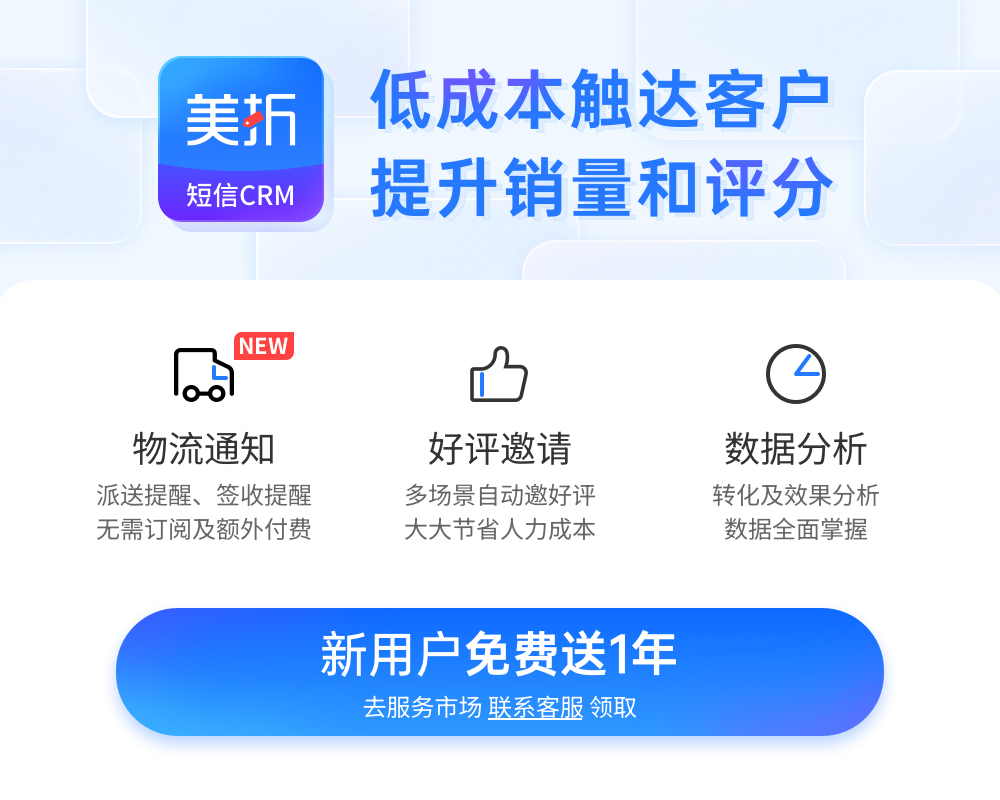 美折
短信CRM
低成本触达客户
提升销量和评分
NEW
物流通知
派送提醒、签收提醒
无需订阅及额外付费
好评邀请
多场景自动邀好评
大大节省人力成本
数据分析
转化及效果分析
数据全面掌握
新用户免费送1年
去服务市场 联系客服 领取